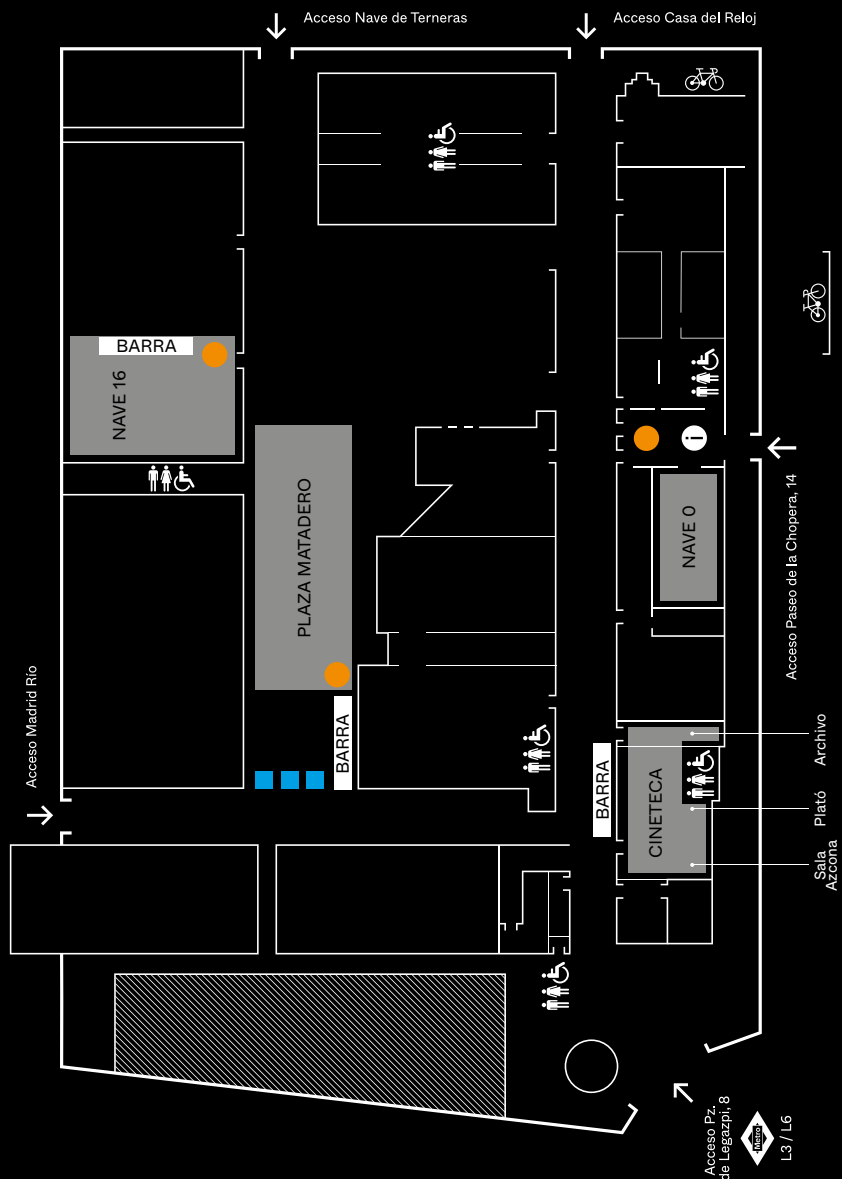 Acceso Nave de Terneras
Acceso Casa del Reloj
BARRA
NAVE 16
PLAZA MATADERO
BARRA
i
NAVE 0
Acceso Paseo de la Chopera, 14
Acceso Madrid Río
BARRA
CINETECA
Archivo
Plató
Sala
Azcona
Acceso Pz.
de Legazpi, 8
Metro
L3 / L6